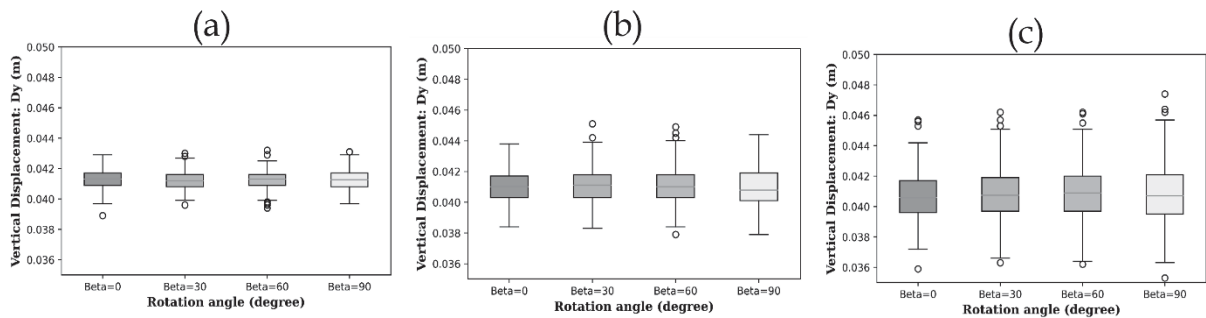 (a)
Vertical Displacement: Dy (m)
0.050
0.048
0.046
0.044
0.042
0.040
0.038
0.036
Beta=0 Beta=30 Beta=60 Beta=90
Rotation angle (degree)
(b)
Vertical Displacement: Dy (m)
0.050
0.048
0.046
0.044
0.042
0.040
0.038
0.036
Beta=0 Beta=30 Beta=60 Beta=90
Rotation angle (degree)
(c)
Vertical Displacement: Dy (m)
0.050
0.048
0.046
0.044
0.042
0.040
0.038
0.036
Beta=0 Beta=30 Beta=60 Beta=90
Rotation angle (degree)